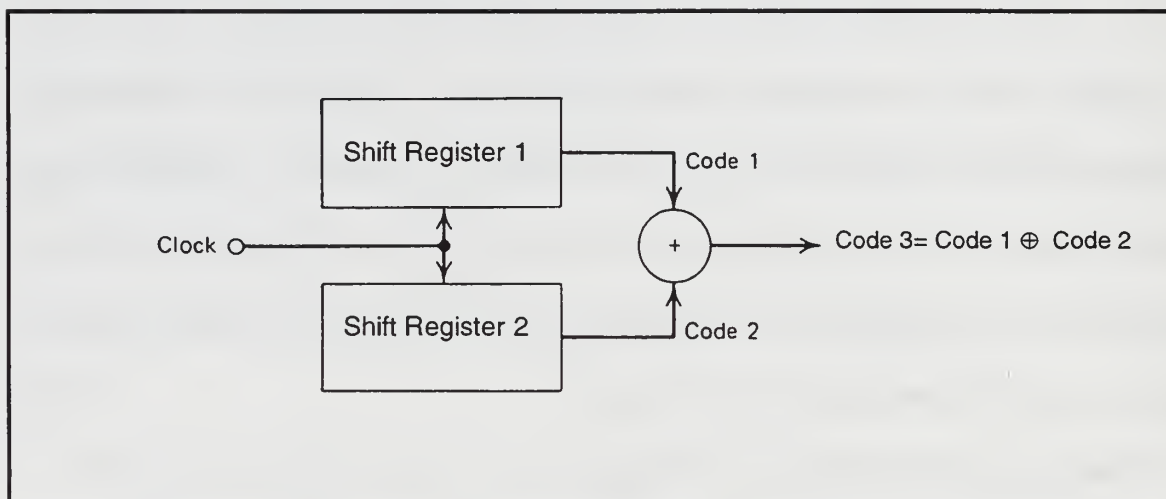 Shift Register 1
Code 1
Clock
+
Code 3= Code 1 ⊕ Code 2
Shift Register 2
Code 2